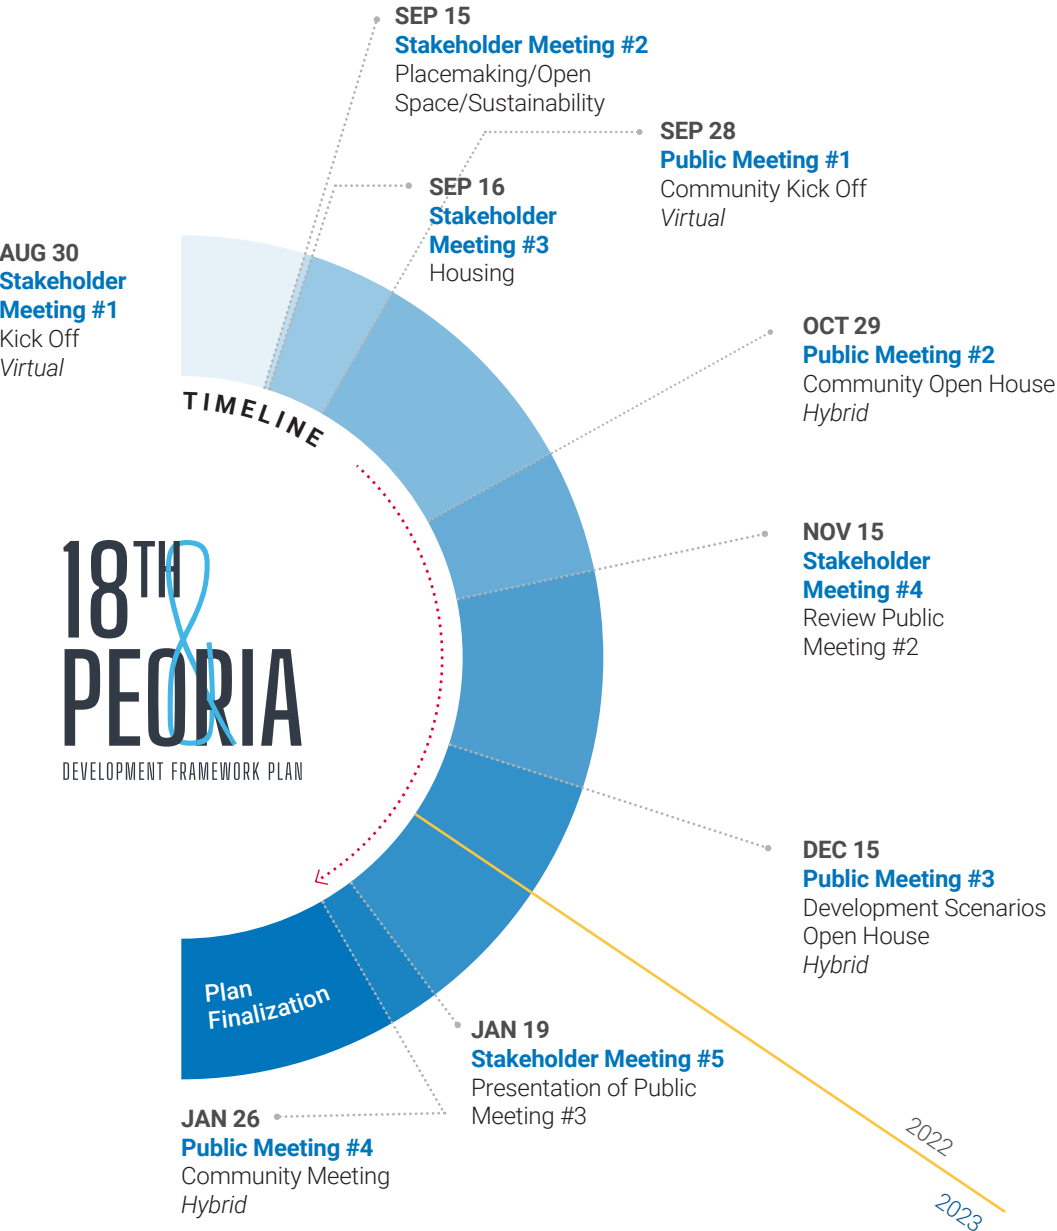 SEP 15
Stakeholder Meeting #2
Placemaking/Open
Space/Sustainability
SEP 28
Public Meeting #1
Community Kick Off
Virtual
SEP 16
Stakeholder
Meeting #3
Housing
AUG 30
Stakeholder
Meeting #1
Kick Off
Virtual
OCT 29
Public Meeting #2
Community Open House
Hybrid
TIMELINE
NOV 15
Stakeholder
Meeting #4
Review Public
Meeting #2
18TH
&
PEORIA
DEVELOPMENT FRAMEWORK PLAN
DEC 15
Public Meeting #3
Development Scenarios
Open House
Hybrid
Plan
Finalization
JAN 19
Stakeholder Meeting #5
Presentation of Public
Meeting #3
JAN 26
Public Meeting #4
Community Meeting
Hybrid
2022
2023